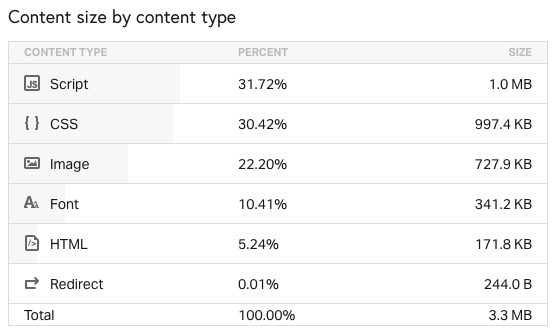 Content size by content type
CONTENT TYPE PERCENT SIZE
JS Script 31.72% 1.0 MB
{ } CSS 30.42% 997.4 KB
Image 22.20% 727.9 KB
AA Font 10.41% 341.2 KB
</> HTML 5.24% 171.8 KB
Redirect 0.01% 244.0 B
Total 100.00% 3.3 MB